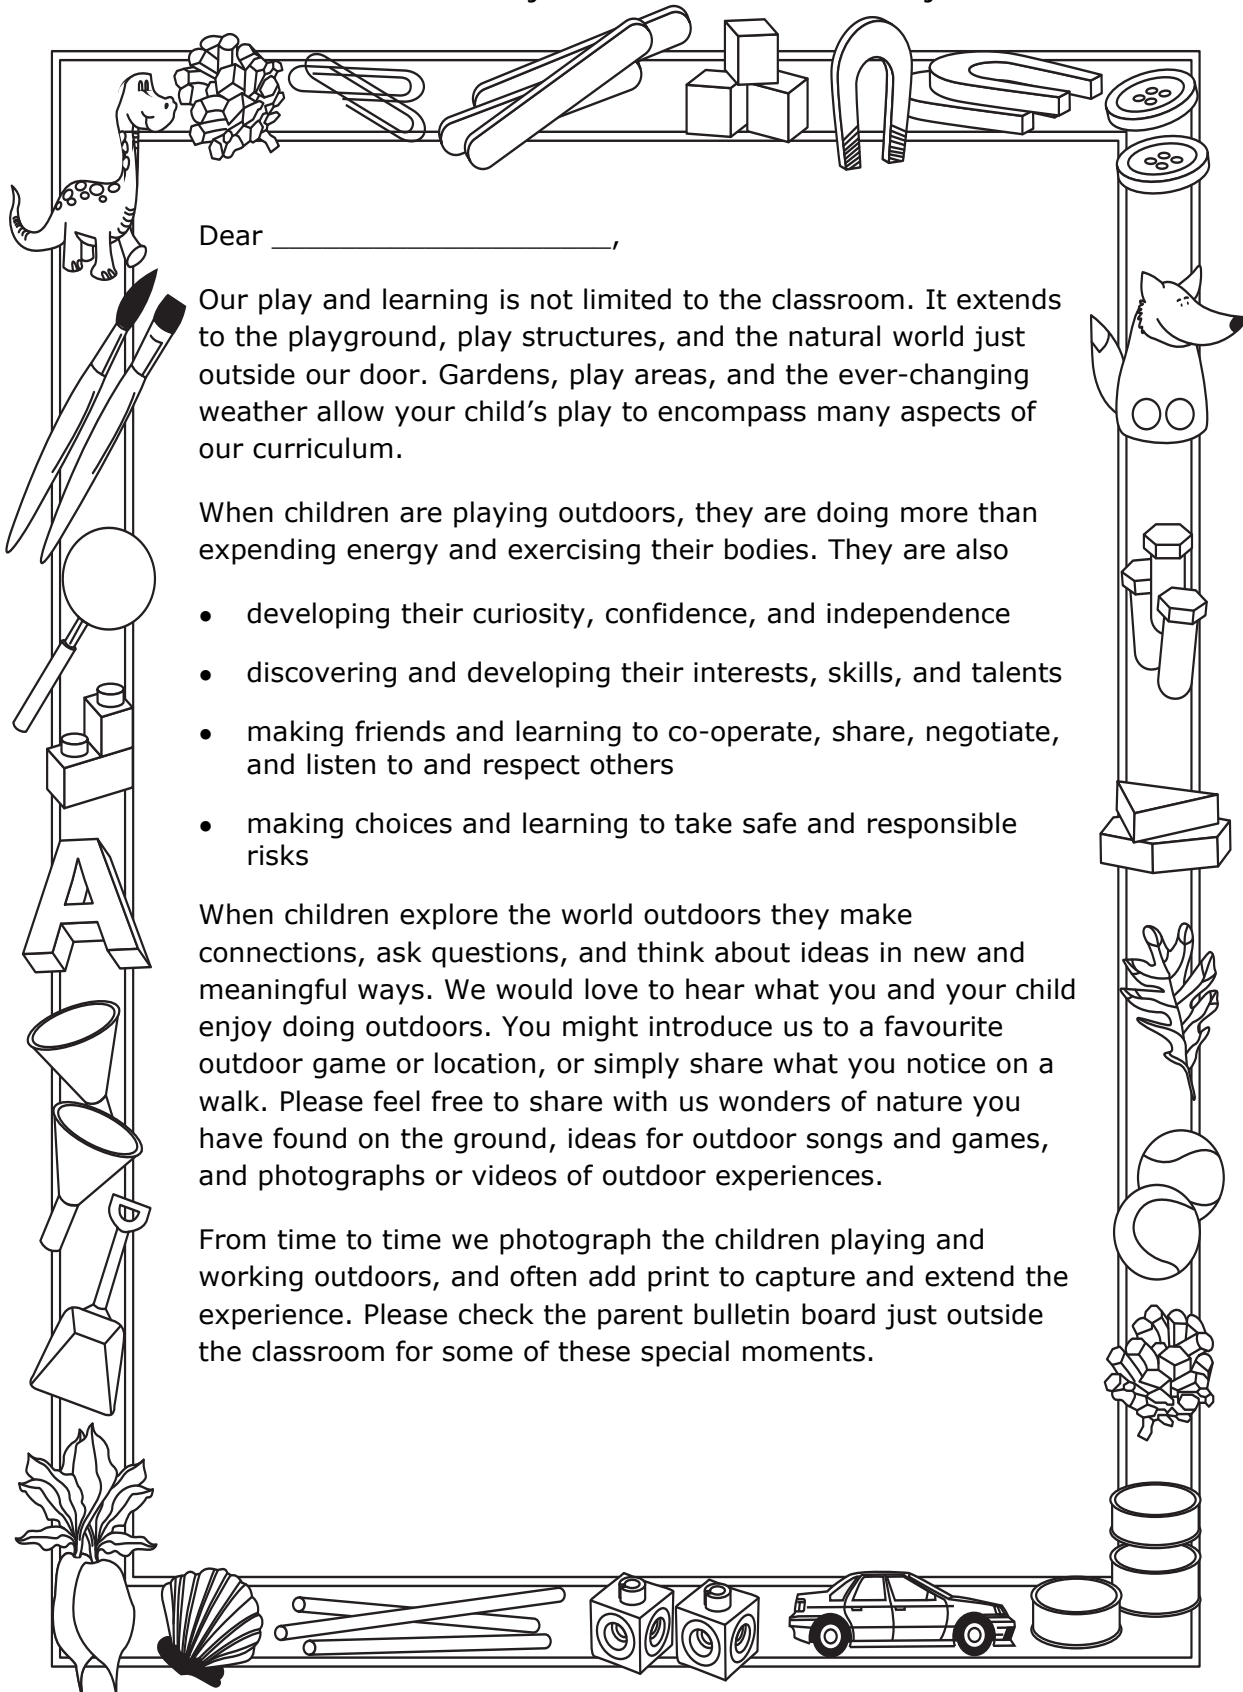 Dear ________________________,
Our play and learning is not limited to the classroom. It extends
to the playground, play structures, and the natural world just
outside our door. Gardens, play areas, and the ever-changing
weather allow your child’s play to encompass many aspects of
our curriculum.
When children are playing outdoors, they are doing more than
expending energy and exercising their bodies. They are also
• developing their curiosity, confidence, and independence
• discovering and developing their interests, skills, and talents
• making friends and learning to co-operate, share, negotiate,
and listen to and respect others
• making choices and learning to take safe and responsible
risks
When children explore the world outdoors they make
connections, ask questions, and think about ideas in new and
meaningful ways. We would love to hear what you and your child
enjoy doing outdoors. You might introduce us to a favourite
outdoor game or location, or simply share what you notice on a
walk. Please feel free to share with us wonders of nature you
have found on the ground, ideas for outdoor songs and games,
and photographs or videos of outdoor experiences.
From time to time we photograph the children playing and
working outdoors, and often add print to capture and extend the
experience. Please check the parent bulletin board just outside
the classroom for some of these special moments.
A